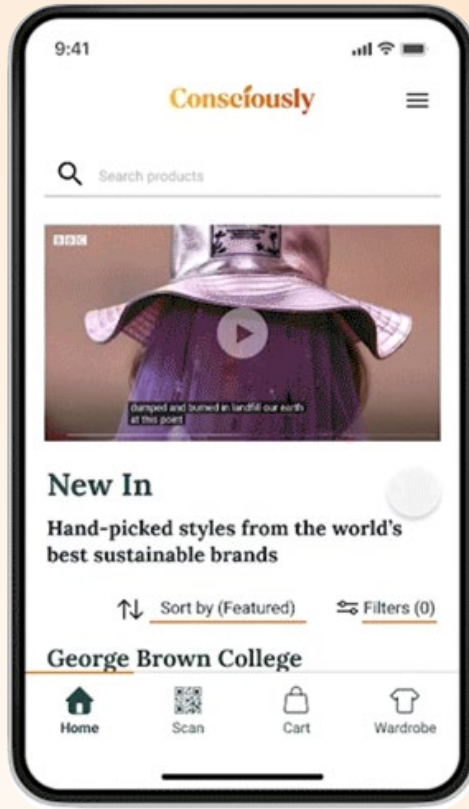 9:41
Consciously
Search products
BBC
dumped and burned in landfill our earth
at this point
New In
Hand-picked styles from the world's
best sustainable brands
Sort by (Featured)
Filters (0)
George Brown College
Home
Scan
Cart
Wardrobe